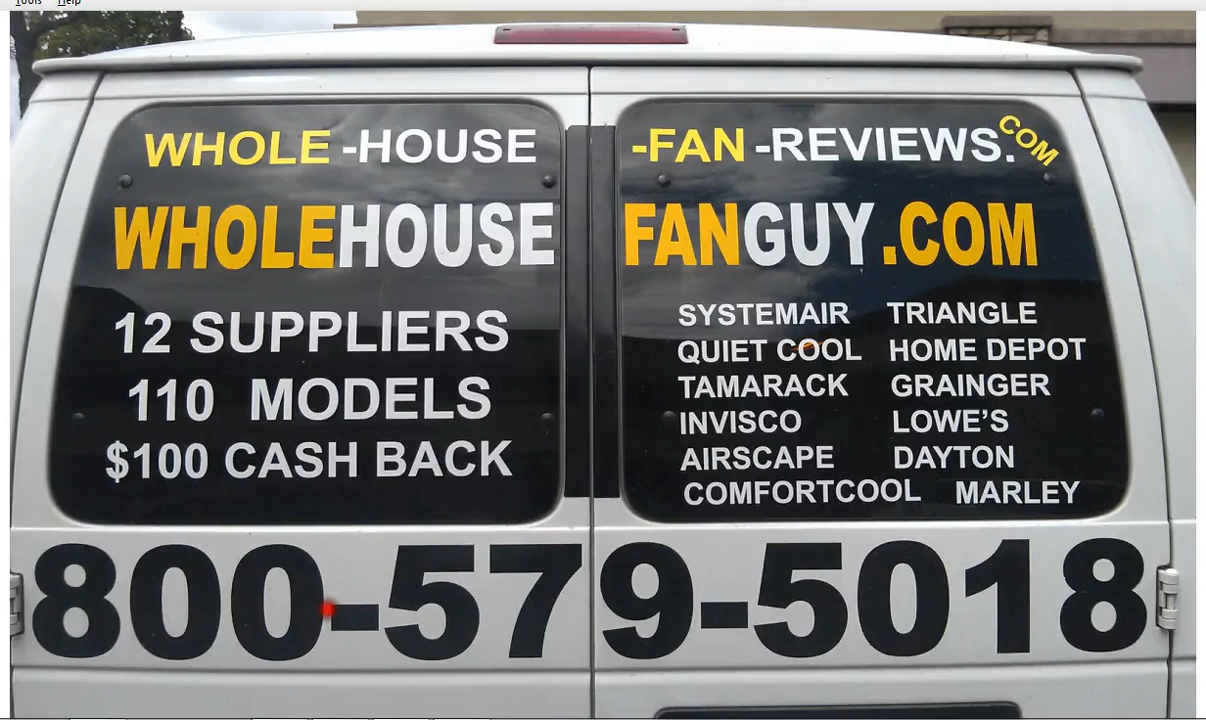 Tools Help
WHOLE -HOUSE -FAN -REVIEWS.COM
WHOLEHOUSE FANGUY.COM
12 SUPPLIERS
110 MODELS
$100 CASH BACK
SYSTEMAIR TRIANGLE
QUIET COOL HOME DEPOT
TAMARACK GRAINGER
INVISCO LOWE'S
AIRSCAPE DAYTON
COMFORTCOOL MARLEY
800-579-5018